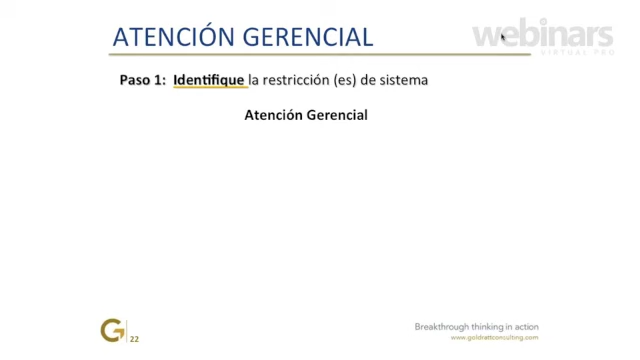 ATENCIÓN GERENCIAL
webinars
VIRTUAL PRO
Paso 1: Identifique la restricción (es) de sistema
Atención Gerencial
G
22
Breakthrough thinking in action
www.goldrattconsulting.com